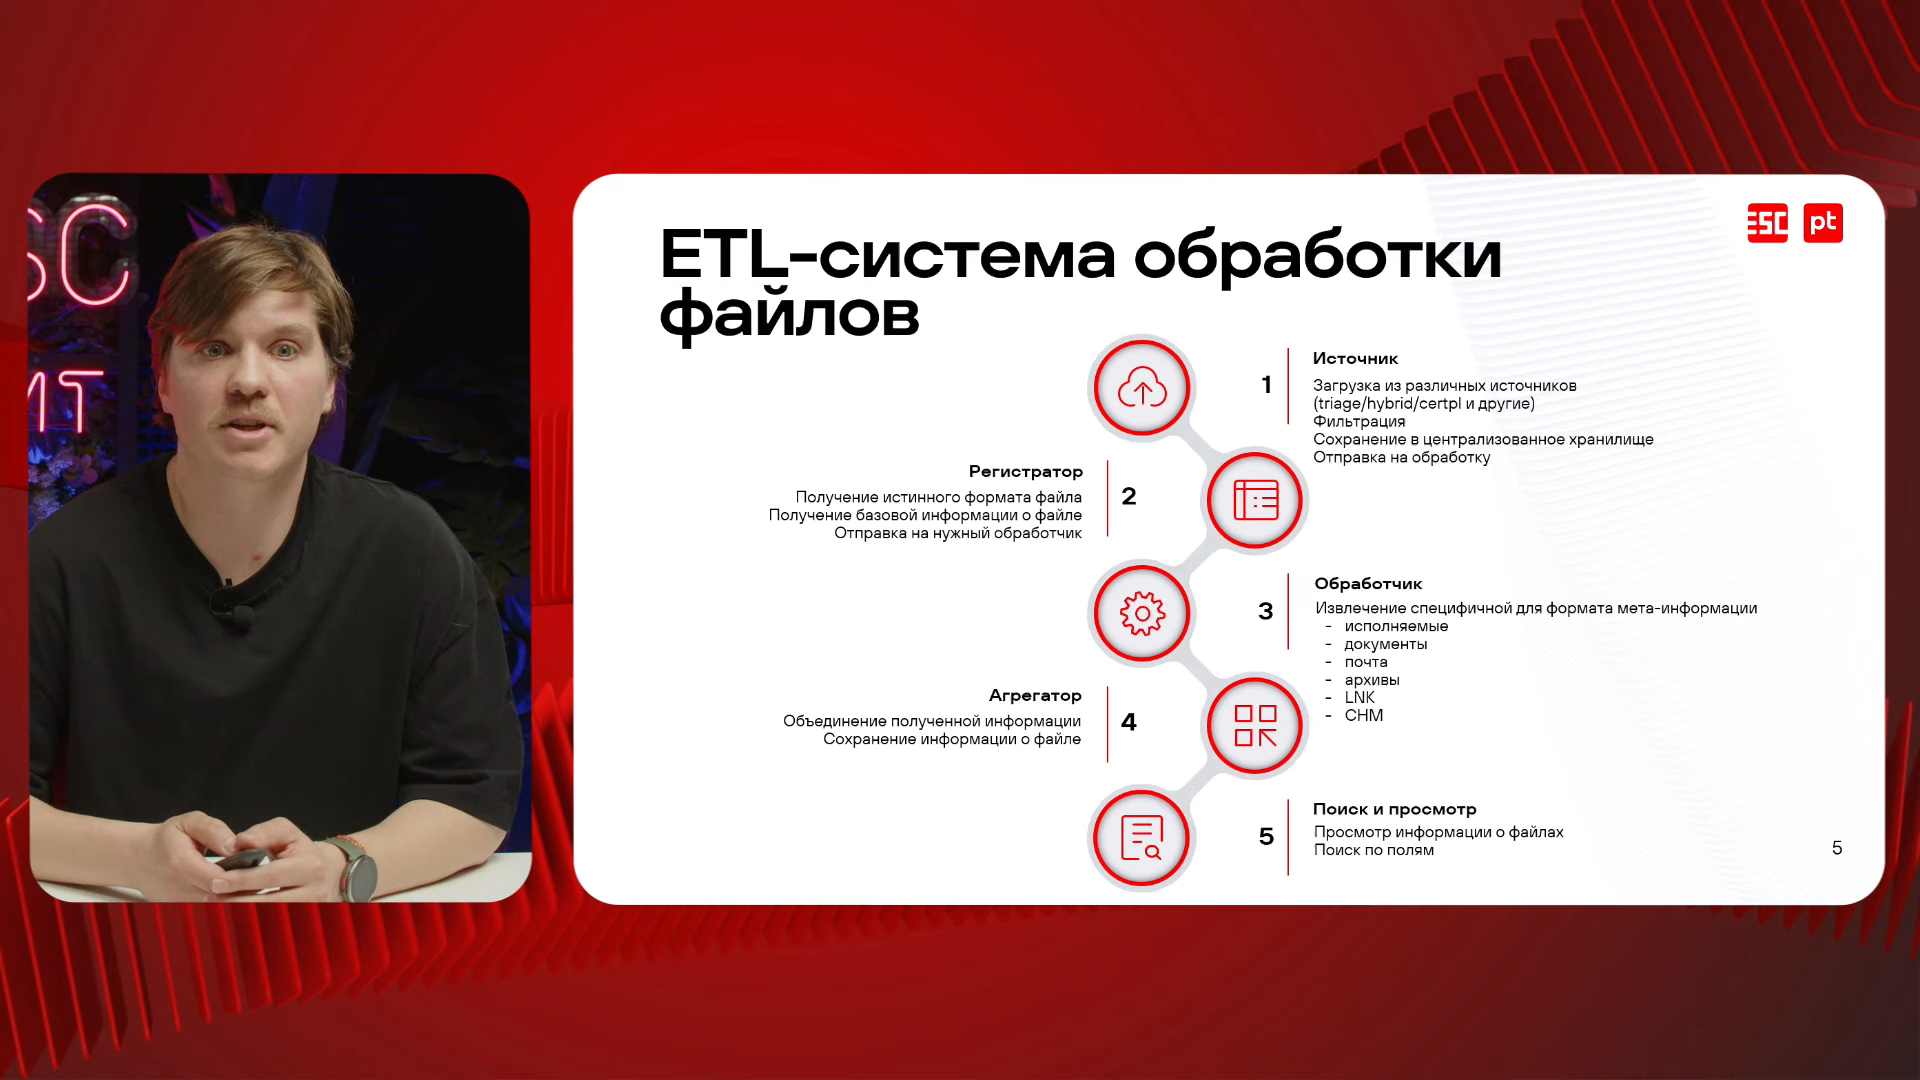 SC
ИТ
ESC pt
ETL-система обработки
файлов
1
Источник
Загрузка из различных источников
(triage/hybrid/certpl и другие)
Фильтрация
Сохранение в централизованное хранилище
Отправка на обработку
Регистратор
2
Получение истинного формата файла
Получение базовой информации о файле
Отправка на нужный обработчик
3
Обработчик
Извлечение специфичной для формата мета-информации
- исполняемые
- документы
- почта
- архивы
- LNK
- CHM
Агрегатор
4
Объединение полученной информации
Сохранение информации о файле
5
Поиск и просмотр
Просмотр информации о файлах
Поиск по полям
5